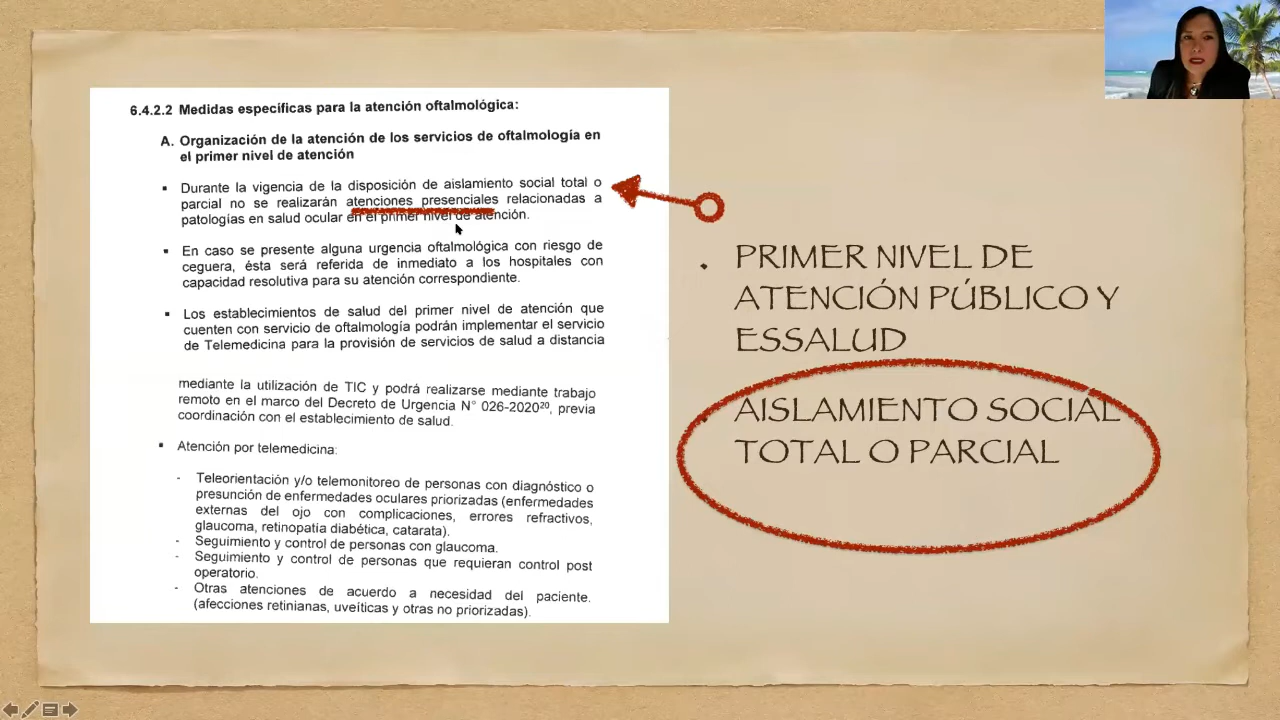 6.4.2.2 Medidas específicas para la atención oftalmológica:
A. Organización de la atención de los servicios de oftalmología en
el primer nivel de atención
▪ Durante la vigencia de la disposición de aislamiento social total o
parcial no se realizarán atenciones presenciales relacionadas a
patologías en salud ocular en el primer nivel de atención.
▪ En caso se presente alguna urgencia oftalmológica con riesgo de
ceguera, ésta será referida de inmediato a los hospitales con
capacidad resolutiva para su atención correspondiente.
▪ Los establecimientos de salud del primer nivel de atención que
cuenten con servicio de oftalmología podrán implementar el servicio
de Telemedicina para la provisión de servicios de salud a distancia
mediante la utilización de TIC y podrá realizarse mediante trabajo
remoto en el marco del Decreto de Urgencia N° 026-2020²⁰, previa
coordinación con el establecimiento de salud.
▪ Atención por telemedicina:
- Teleorientación y/o telemonitoreo de personas con diagnóstico o
presunción de enfermedades oculares priorizadas (enfermedades
externas del ojo con complicaciones, errores refractivos,
glaucoma, retinopatía diabética, catarata).
- Seguimiento y control de personas con glaucoma.
- Seguimiento y control de personas que requieran control post
operatorio.
- Otras atenciones de acuerdo a necesidad del paciente.
(afecciones retinianas, uveíticas y otras no priorizadas).
. PRIMER NIVEL DE
ATENCIÓN PÚBLICO Y
ESSALUD
. AISLAMIENTO SOCIAL
TOTAL O PARCIAL